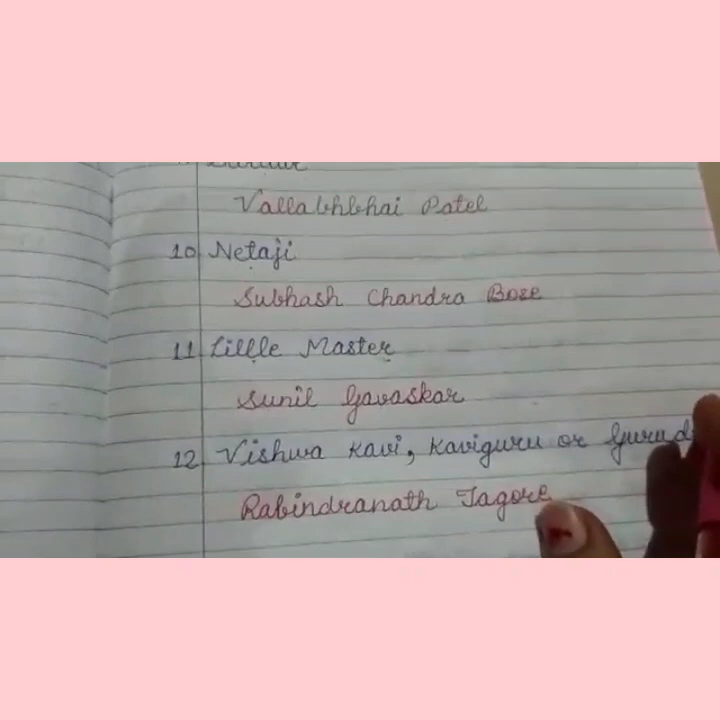 Vallabhbhai Patel
10 Netaji
Subhash Chandra Bose
11 Little Master
Sunil Gavaskar
12 Vishwa Kavi, Kaviguru or
Rabindranath Tagore